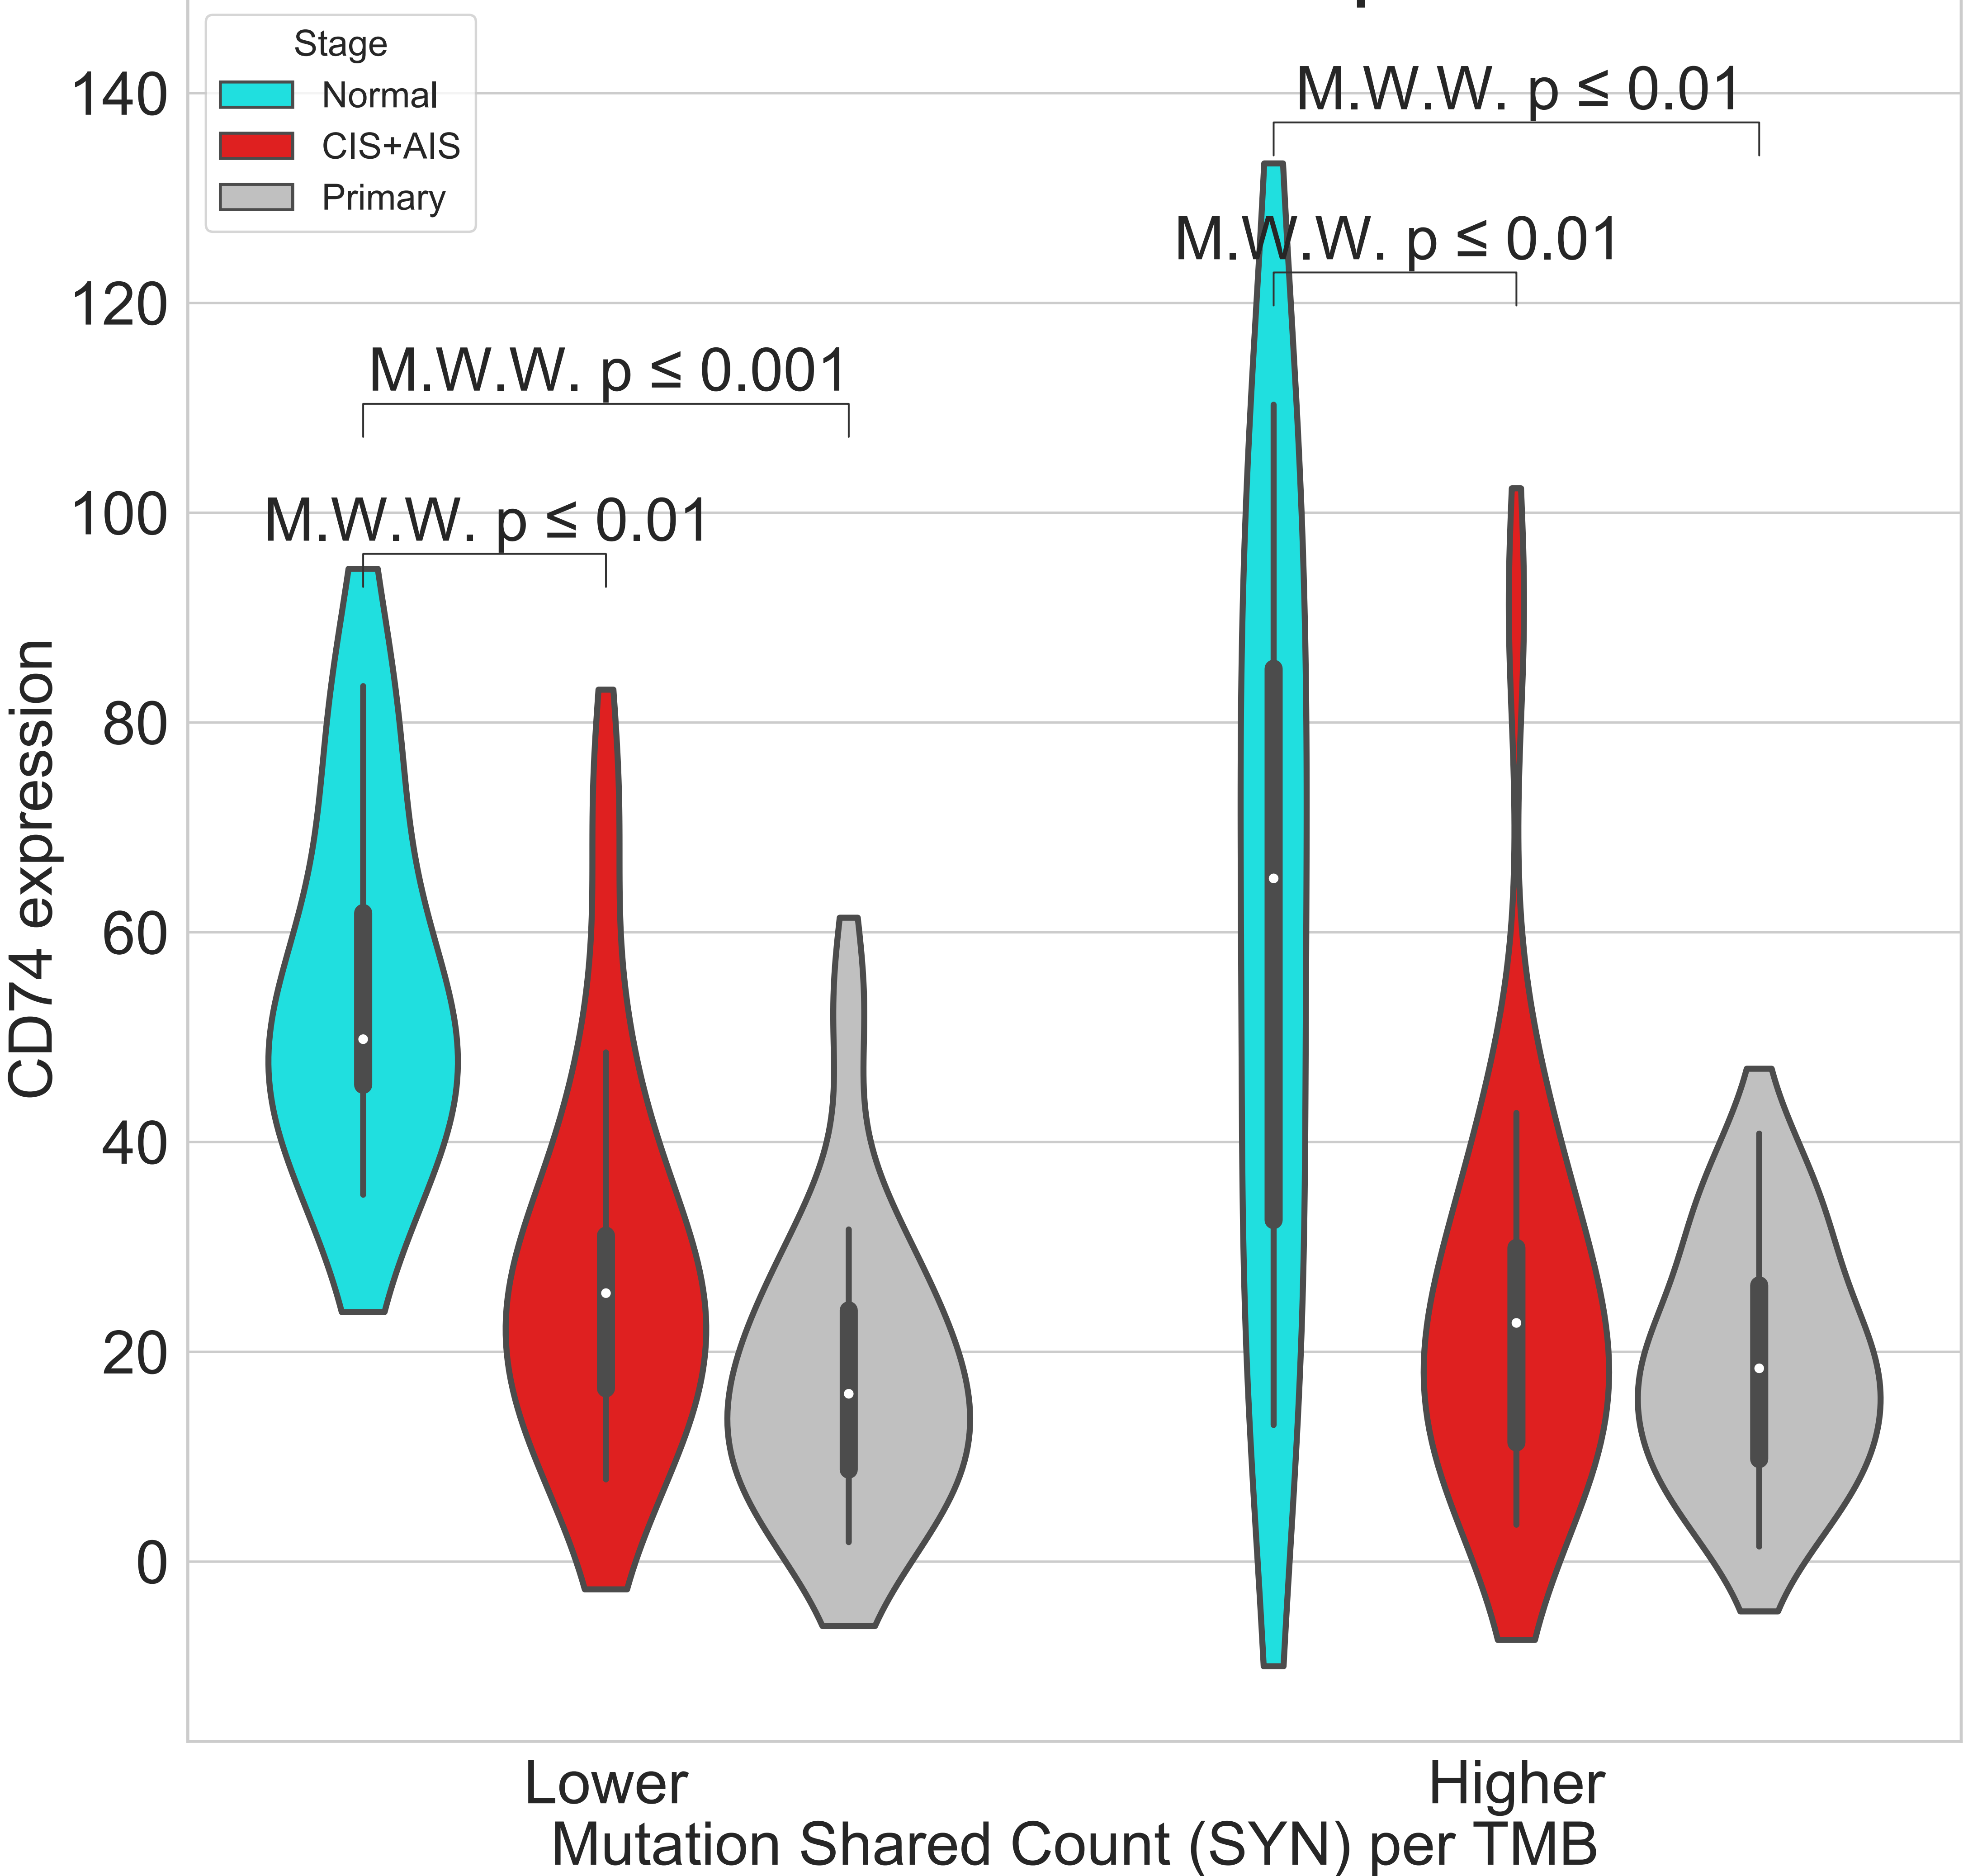 Stage
Normal
CIS+AIS
Primary
M.W.W. p ≤ 0.01
M.W.W. p ≤ 0.01
M.W.W. p ≤ 0.001
M.W.W. p ≤ 0.01
140
120
100
80
60
40
20
0
CD74 expression
Lower
Higher
Mutation Shared Count (SYN) per TMB